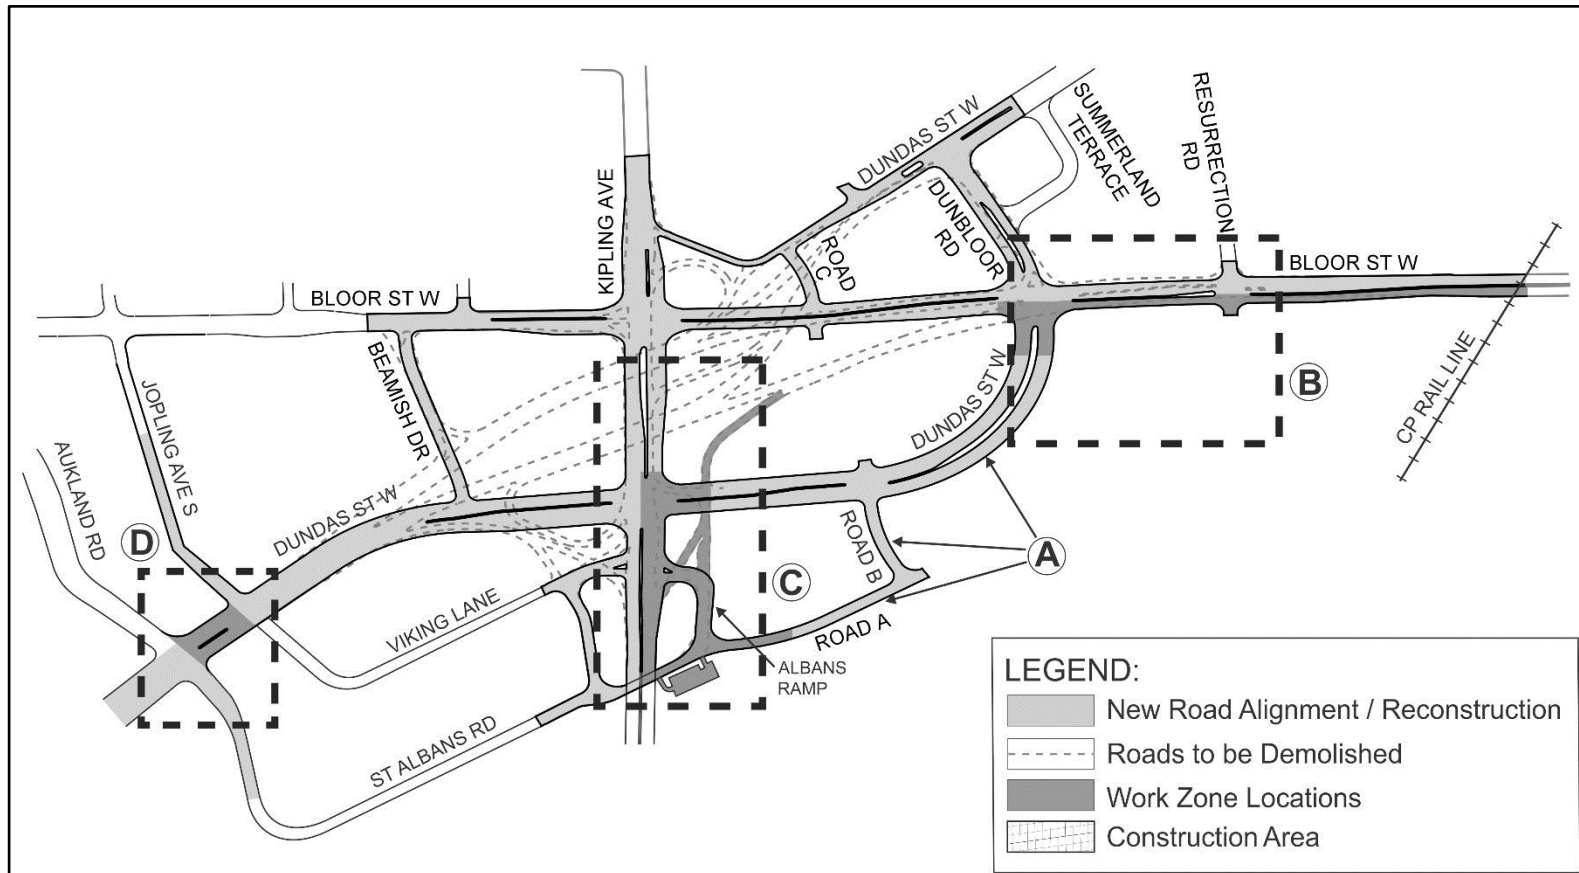 DUNDAS ST W
SUMMERLAND
TERRACE
RESURRECTION
RD
KIPLING AVE
DUNBLOOR
RD
ROAD
C
BLOOR ST W
BLOOR ST W
BEAMISH DR
JOPLING AVE S
AUKLAND RD
DUNDAS ST W
DUNDAS ST W
CP RAIL LINE
B
D
C
A
VIKING LANE
ROAD B
ROAD A
ALBANS
RAMP
ST ALBANS RD
LEGEND:
New Road Alignment / Reconstruction
Roads to be Demolished
Work Zone Locations
Construction Area